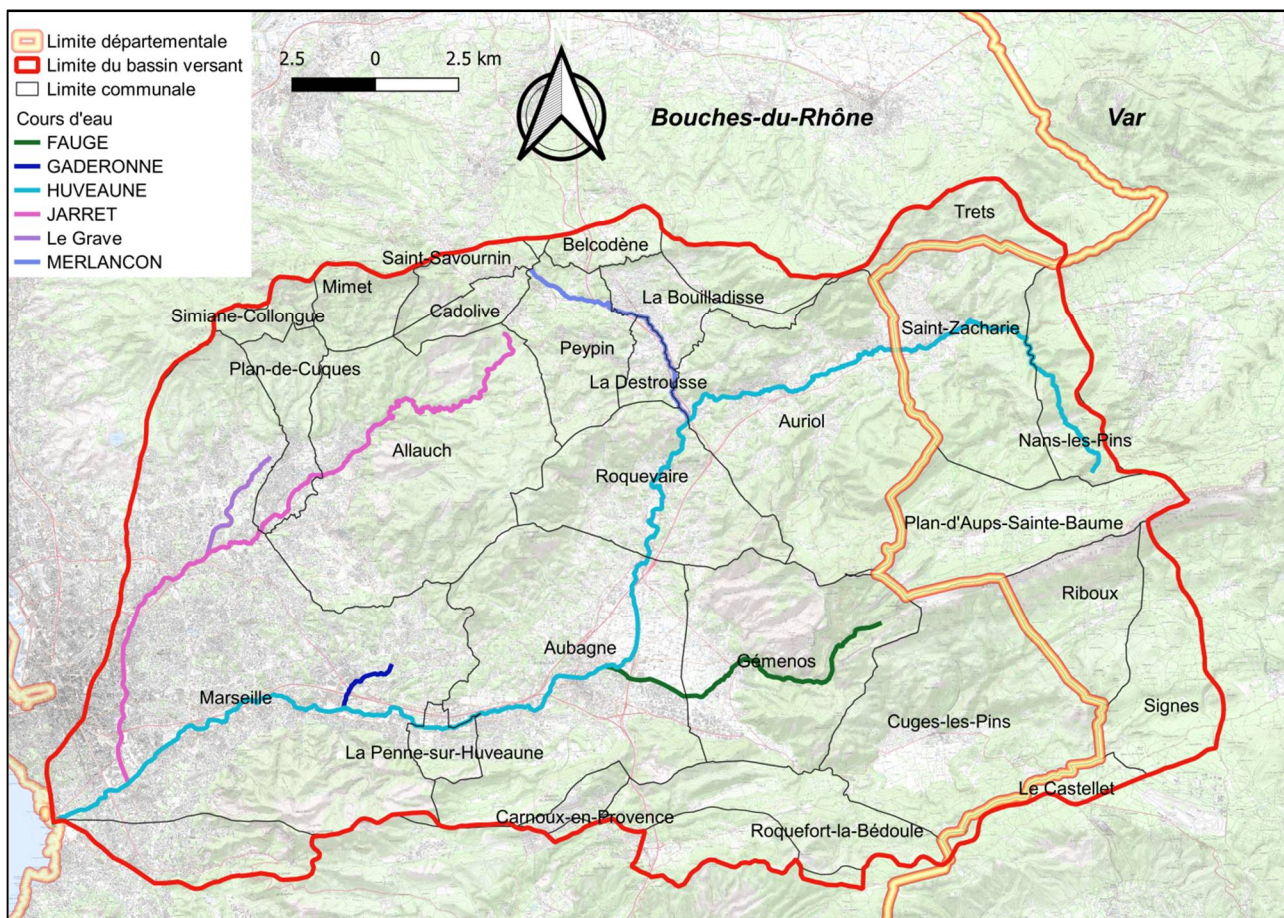 Limite départementale
Limite du bassin versant
Limite communale
Cours d'eau
FAUGE
GADERONNE
HUVEAUNE
JARRET
Le Grave
MERLANCON
2.5 0 2.5 km
N
Bouches-du-Rhône
Var
Trets
Belcodène
Saint-Savournin
Mimet
La Bouilladisse
Cadolive
Simiane-Collongue
Saint-Zacharie
Peypin
Plan-de-Cuques
La Destrousse
Auriol
Nans-les-Pins
Allauch
Roquevaire
Plan-d'Aups-Sainte-Baume
Riboux
Aubagne
Gémenos
Marseille
Signes
Cuges-les-Pins
La Penne-sur-Huveaune
Le Castellet
Carnoux-en-Provence
Roquefort-la-Bédoule